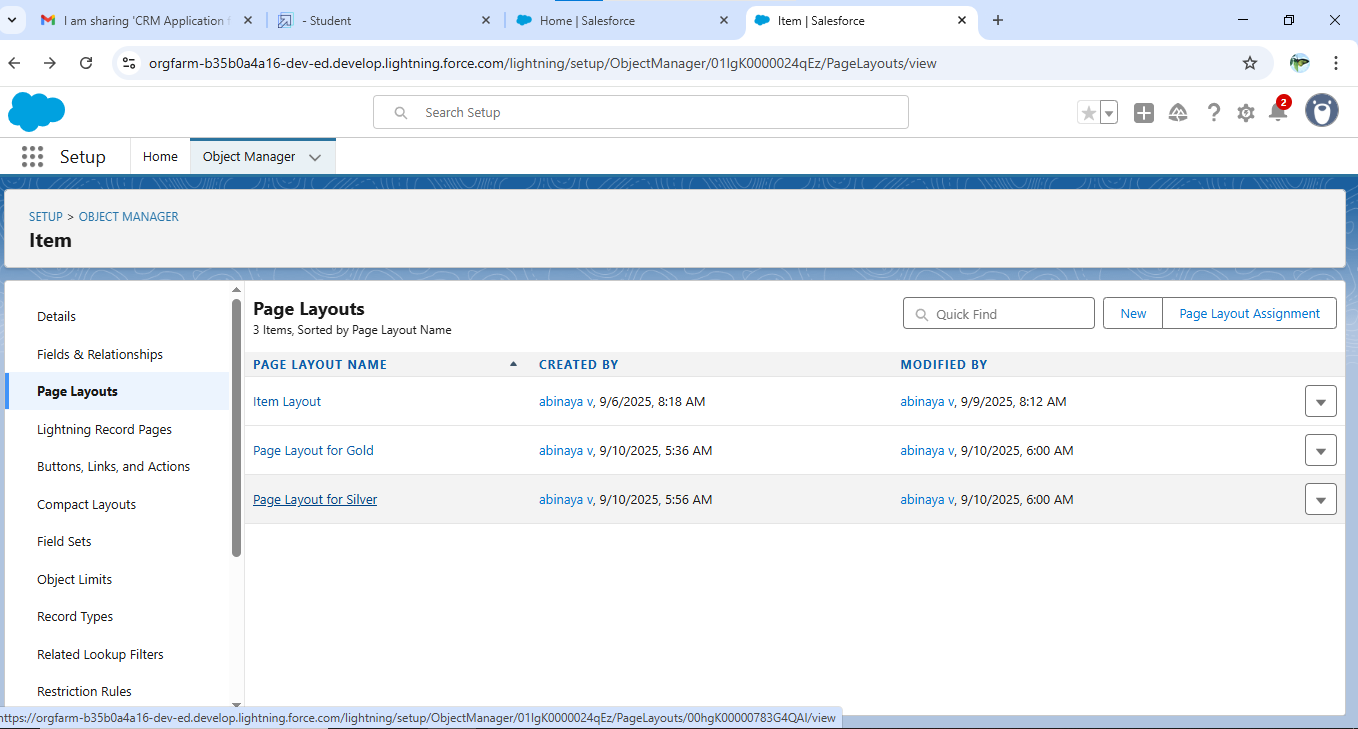 I am sharing 'CRM Application f
- Student
Home | Salesforce
Item | Salesforce
orgfarm-b35b0a4a16-dev-ed.develop.lightning.force.com/lightning/setup/ObjectManager/01IgK0000024qEz/PageLayouts/view
Search Setup
2
Setup
Home
Object Manager
SETUP > OBJECT MANAGER
Item
Details
Fields & Relationships
Page Layouts
Lightning Record Pages
Buttons, Links, and Actions
Compact Layouts
Field Sets
Object Limits
Record Types
Related Lookup Filters
Restriction Rules
Page Layouts
3 Items, Sorted by Page Layout Name
Quick Find
New
Page Layout Assignment
PAGE LAYOUT NAME CREATED BY MODIFIED BY
Item Layout abinaya v, 9/6/2025, 8:18 AM abinaya v, 9/9/2025, 8:12 AM
Page Layout for Gold abinaya v, 9/10/2025, 5:36 AM abinaya v, 9/10/2025, 6:00 AM
Page Layout for Silver abinaya v, 9/10/2025, 5:56 AM abinaya v, 9/10/2025, 6:00 AM
https://orgfarm-b35b0a4a16-dev-ed.develop.lightning.force.com/lightning/setup/ObjectManager/01IgK0000024qEz/PageLayouts/00hgK00000783G4QAI/view